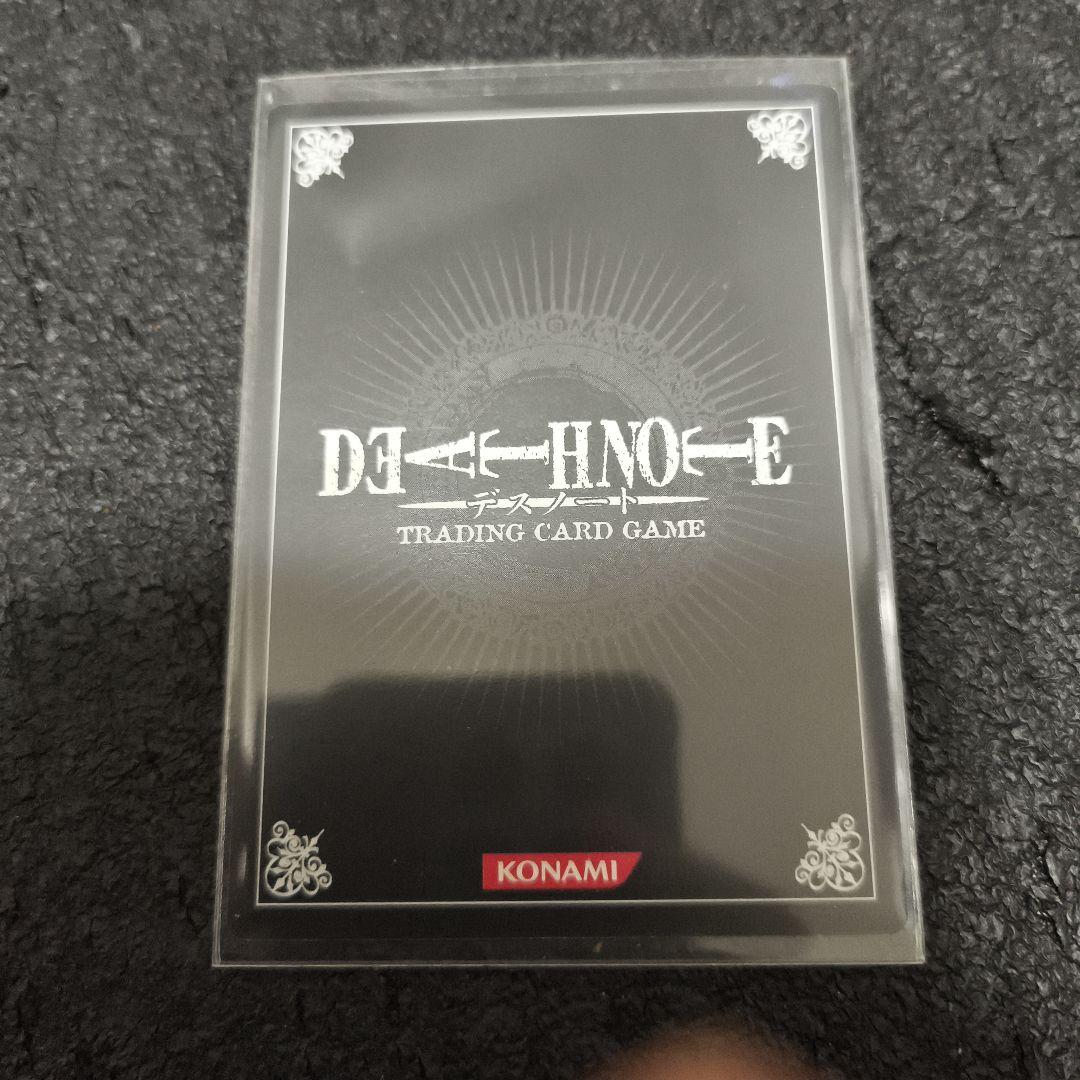 DEATH NOTE
デスノート
TRADING CARD GAME
KONAMI